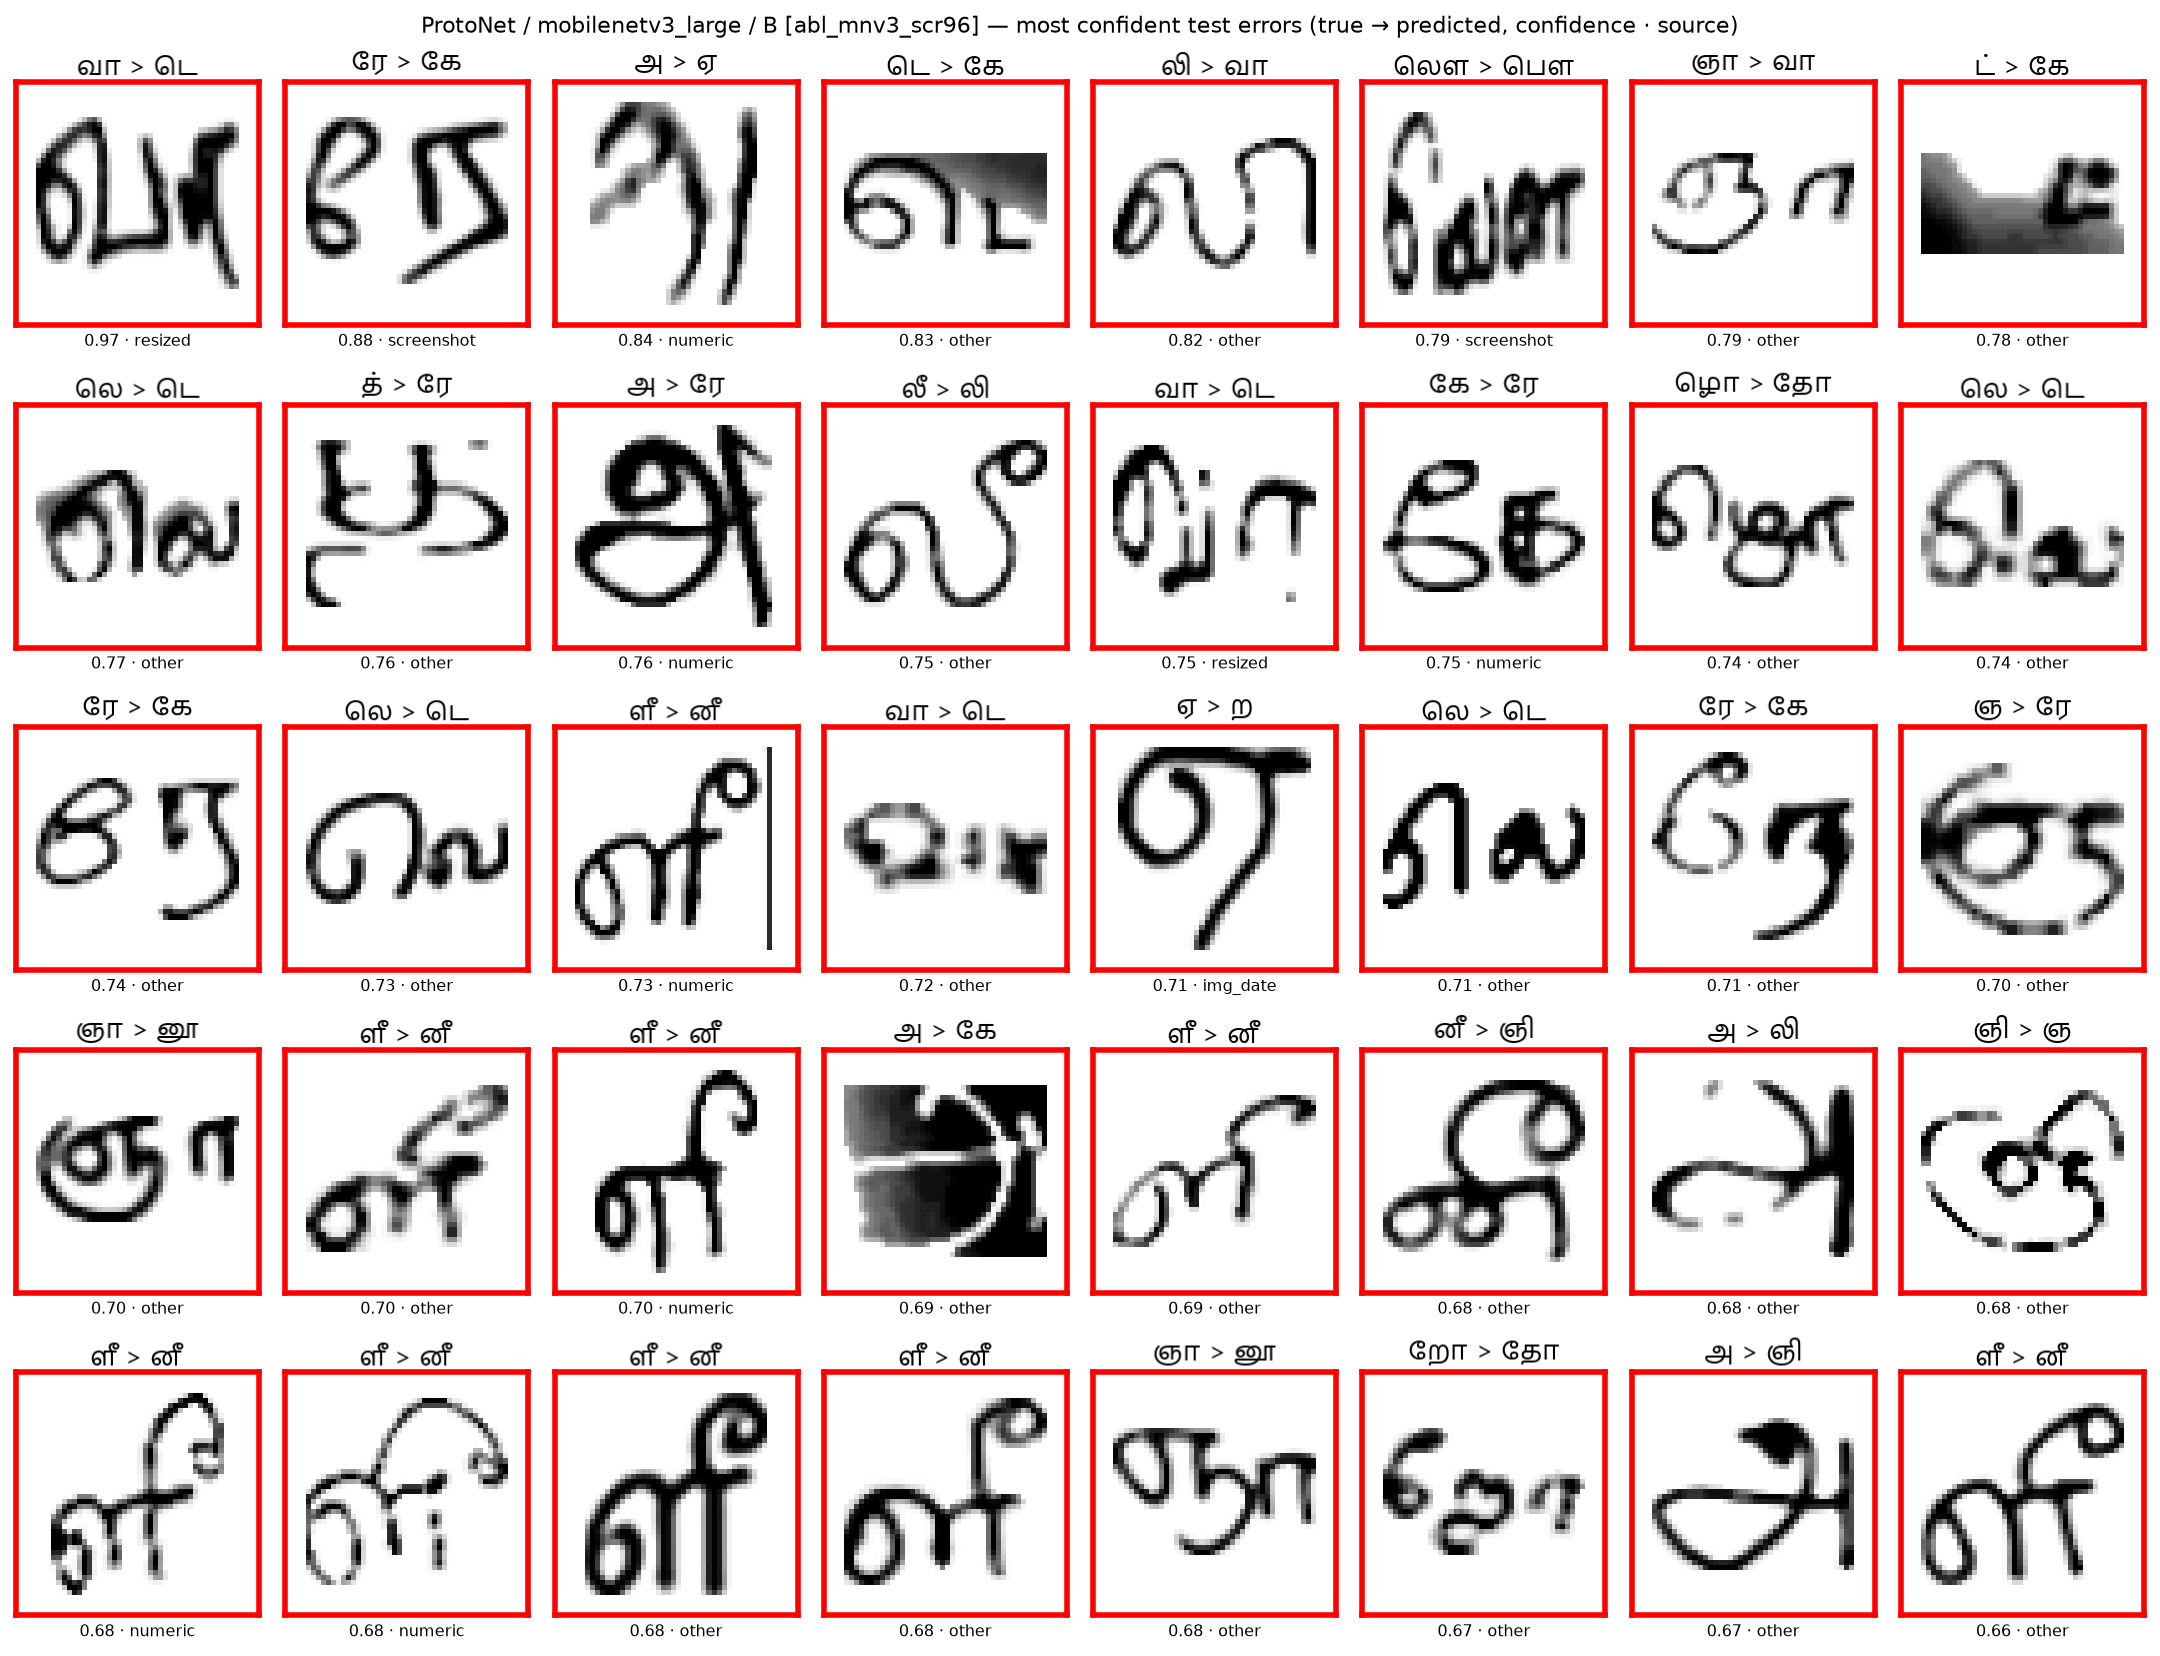 ProtoNet / mobilenetv3_large / B [abl_mnv3_scr96] — most confident test errors (true → predicted, confidence · source)
வா > டெ ரே > கே அ > ஏ டெ > கே லி > வா லௌ > பௌ ஞா > வா ட் > கே
வா ரே அ டெ லி லௌ ஞா ட்
0.97 · resized 0.88 · screenshot 0.84 · numeric 0.83 · other 0.82 · other 0.79 · screenshot 0.79 · other 0.78 · other
லெ > டெ த் > ரே அ > ரே லீ > லி வா > டெ கே > ரே ழொ > தோ லெ > டெ
லெ த் அ லீ வா கே ழொ லெ
0.77 · other 0.76 · other 0.76 · numeric 0.75 · other 0.75 · resized 0.75 · numeric 0.74 · other 0.74 · other
ரே > கே லெ > டெ ளீ > னீ வா > டெ ஏ > ற லெ > டெ ரே > கே ஞ > ரே
ரே லெ ளீ ஏ லெ ரே ஞ
0.74 · other 0.73 · other 0.73 · numeric 0.72 · other 0.71 · img_date 0.71 · other 0.71 · other 0.70 · other
ஞா > னூ ளீ > னீ ளீ > னீ அ > கே ளீ > னீ னீ > ஞி அ > லி ஞி > ஞ
ஞா ளீ ளீ ளீ னீ அ ஞி
0.70 · other 0.70 · other 0.70 · numeric 0.69 · other 0.69 · other 0.68 · other 0.68 · other 0.68 · other
ளீ > னீ ளீ > னீ ளீ > னீ ளீ > னீ ஞா > னூ றோ > தோ அ > ஞி ளீ > னீ
ளீ ளீ ளீ ளீ ஞா றோ அ ளீ
0.68 · numeric 0.68 · numeric 0.68 · other 0.68 · other 0.68 · other 0.67 · other 0.67 · other 0.66 · other